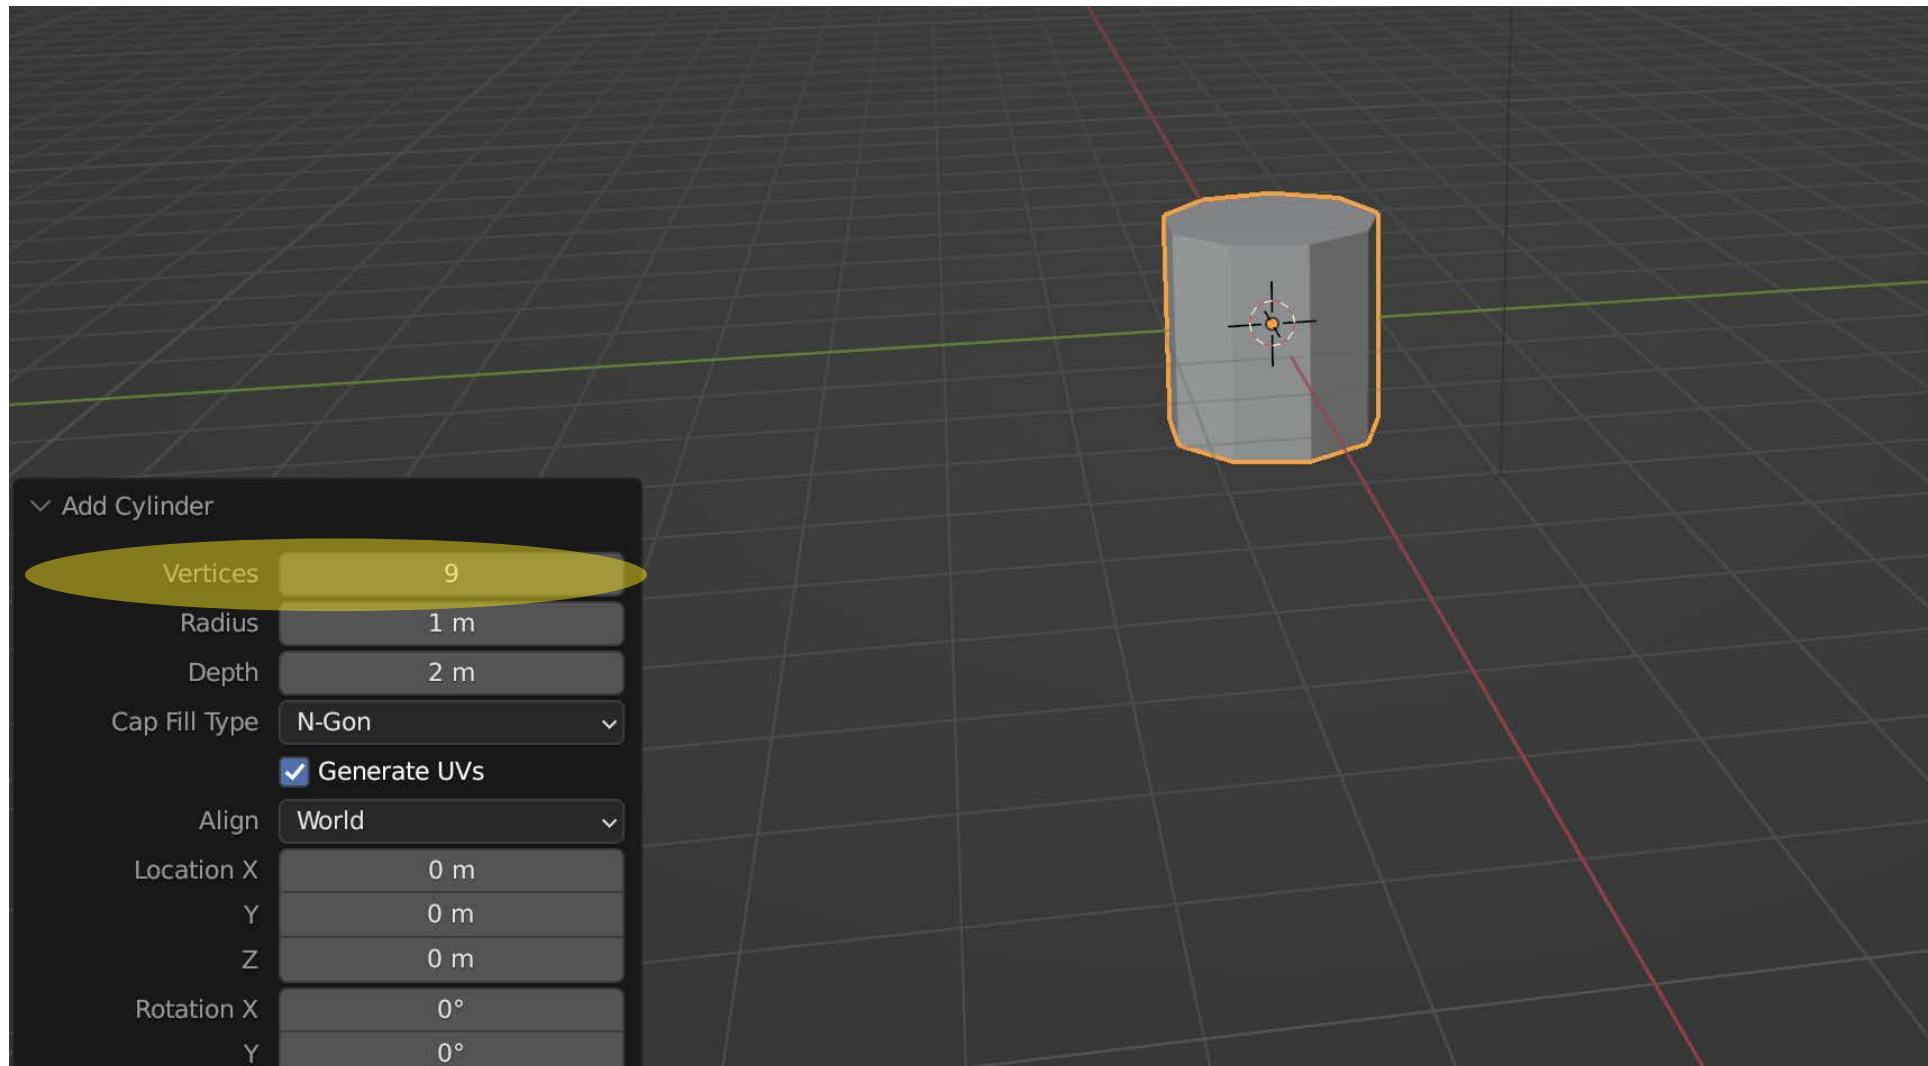 Add Cylinder
Vertices 9
Radius 1 m
Depth 2 m
Cap Fill Type N-Gon
Generate UVs
Align World
Location X 0 m
Y 0 m
Z 0 m
Rotation X 0°
Y 0°